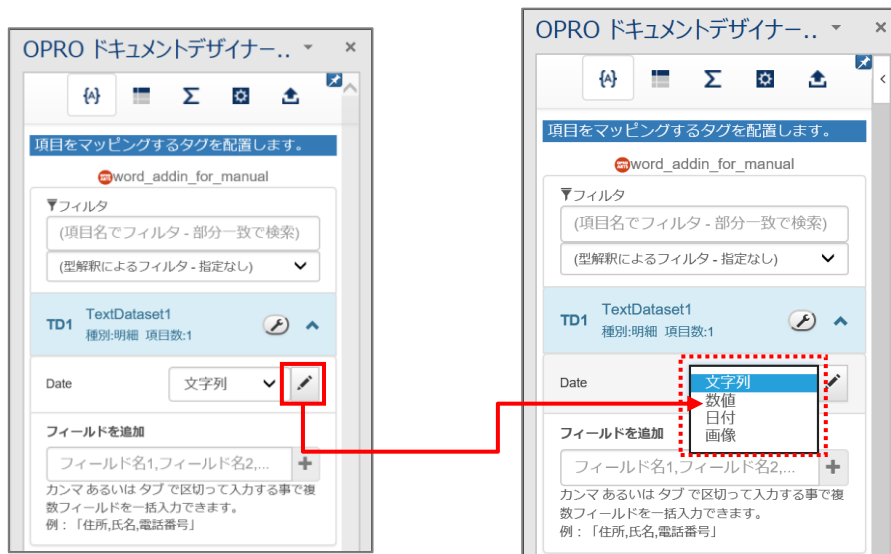 OPRO ドキュメントデザイナー..
項目をマッピングするタグを配置します。
word_addin_for_manual
フィルタ
(項目名でフィルタ - 部分一致で検索)
(型解釈によるフィルタ - 指定なし)
TD1
TextDataset1
種別:明細 項目数:1
Date
文字列
フィールドを追加
フィールド名1,フィールド名2,...
カンマ あるいは タブ で区切って入力する事で複
数フィールドを一括入力できます。
例：「住所,氏名,電話番号」
OPRO ドキュメントデザイナー..
項目をマッピングするタグを配置します。
word_addin_for_manual
フィルタ
(項目名でフィルタ - 部分一致で検索)
(型解釈によるフィルタ - 指定なし)
TD1
TextDataset1
種別:明細 項目数:1
Date
文字列
数値
日付
画像
フィールドを追加
フィールド名1,フィールド名2,...
カンマ あるいは タブ で区切って入力する事で複
数フィールドを一括入力できます。
例：「住所,氏名,電話番号」